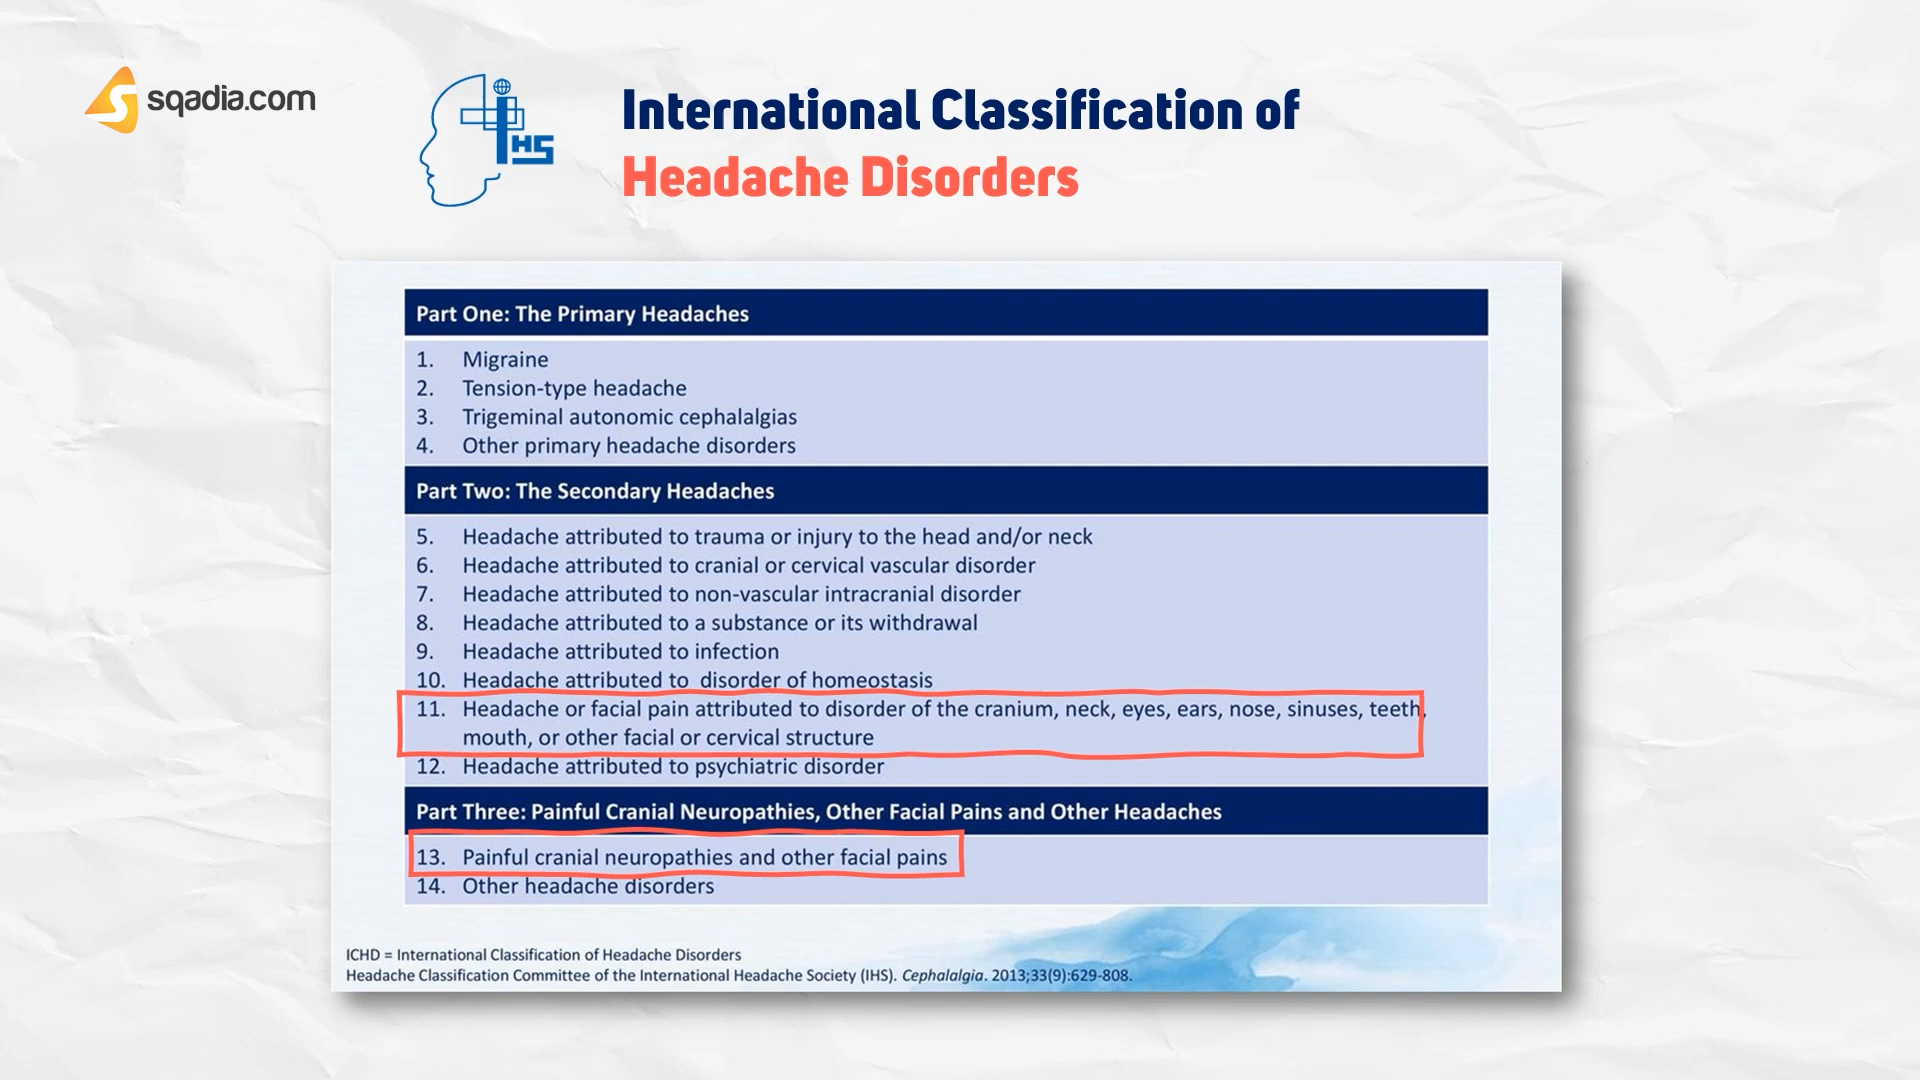 sqadia.com
IHS
International Classification of
Headache Disorders
Part One: The Primary Headaches
1. Migraine
2. Tension-type headache
3. Trigeminal autonomic cephalalgias
4. Other primary headache disorders
Part Two: The Secondary Headaches
5. Headache attributed to trauma or injury to the head and/or neck
6. Headache attributed to cranial or cervical vascular disorder
7. Headache attributed to non-vascular intracranial disorder
8. Headache attributed to a substance or its withdrawal
9. Headache attributed to infection
10. Headache attributed to  disorder of homeostasis
11. Headache or facial pain attributed to disorder of the cranium, neck, eyes, ears, nose, sinuses, teeth,
mouth, or other facial or cervical structure
12. Headache attributed to psychiatric disorder
Part Three: Painful Cranial Neuropathies, Other Facial Pains and Other Headaches
13. Painful cranial neuropathies and other facial pains
14. Other headache disorders
ICHD = International Classification of Headache Disorders
Headache Classification Committee of the International Headache Society (IHS). Cephalalgia. 2013;33(9):629-808.